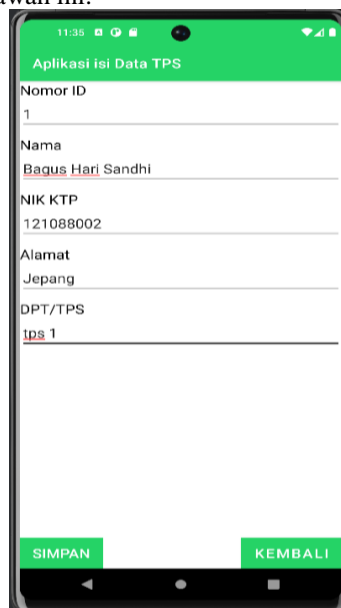 11:35
Aplikasi isi Data TPS
Nomor ID
1
Nama
Bagus Hari Sandhi
NIK KTP
121088002
Alamat
Jepang
DPT/TPS
tps 1
SIMPAN
KEMBALI